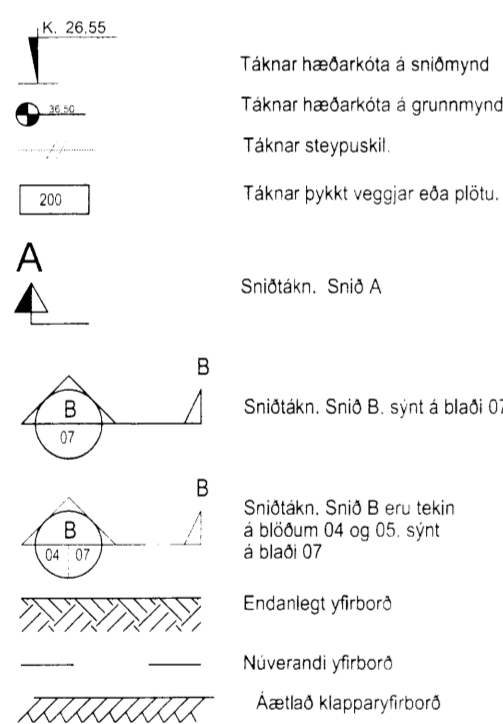 K. 26,55
Táknar hæðarkóta á sniðmynd
36,50
Táknar hæðarkóta á grunnmynd
Táknar steypuskil.
200
Táknar þykkt veggjar eða plötu.
A
Sniðtákn. Snið A
B
B
07
Sniðtákn. Snið B. sýnt á blaði 07
B
B
04 07
Sniðtákn. Snið B eru tekin
á blöðum 04 og 05. sýnt
á blaði 07
Endanlegt yfirborð
Núverandi yfirborð
Áætlað klapparyfirborð